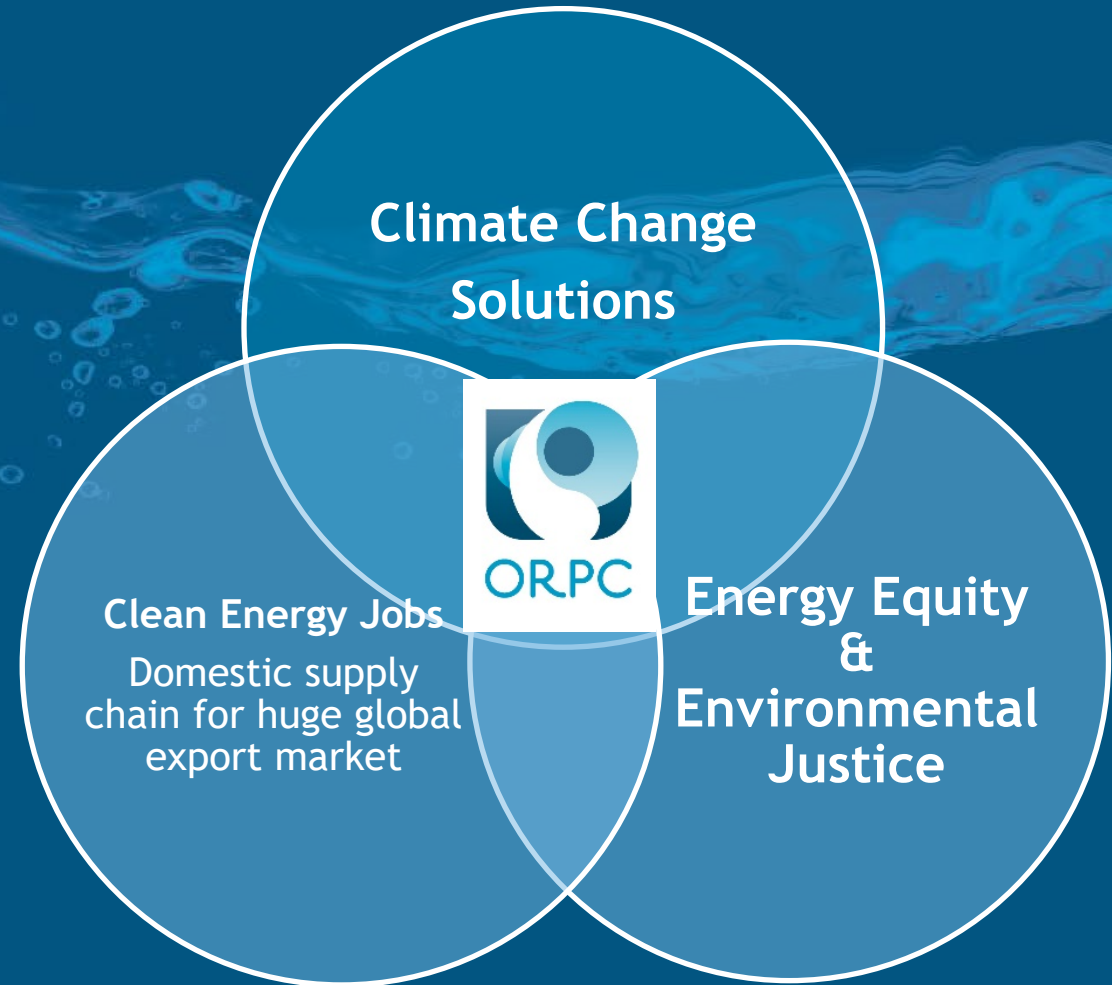 Climate Change
Solutions
ORPC
Clean Energy Jobs
Domestic supply
chain for huge global
export market
Energy Equity
&
Environmental
Justice